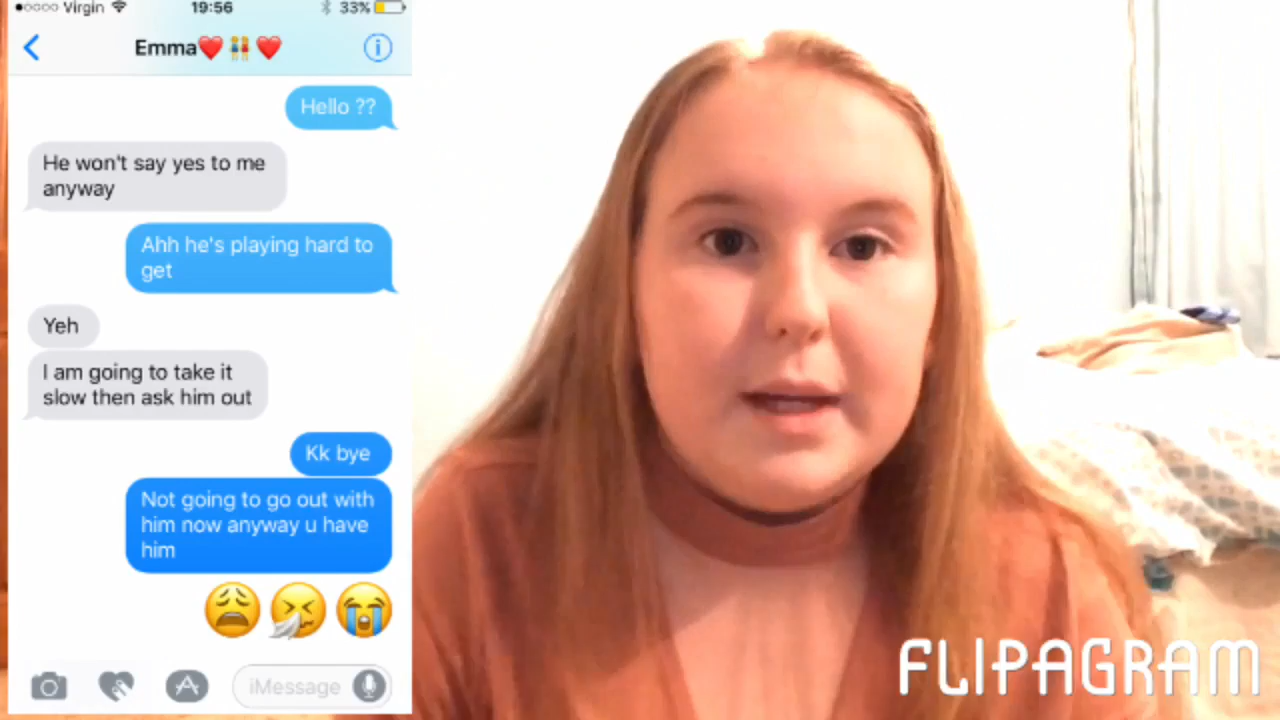 Virgin 19:56 33%
Emma❤️👭❤️
Hello ??
He won't say yes to me
anyway
Ahh he's playing hard to
get
Yeh
I am going to take it
slow then ask him out
Kk bye
Not going to go out with
him now anyway u have
him
😩🤧😭
iMessage
FLIPAGRAM